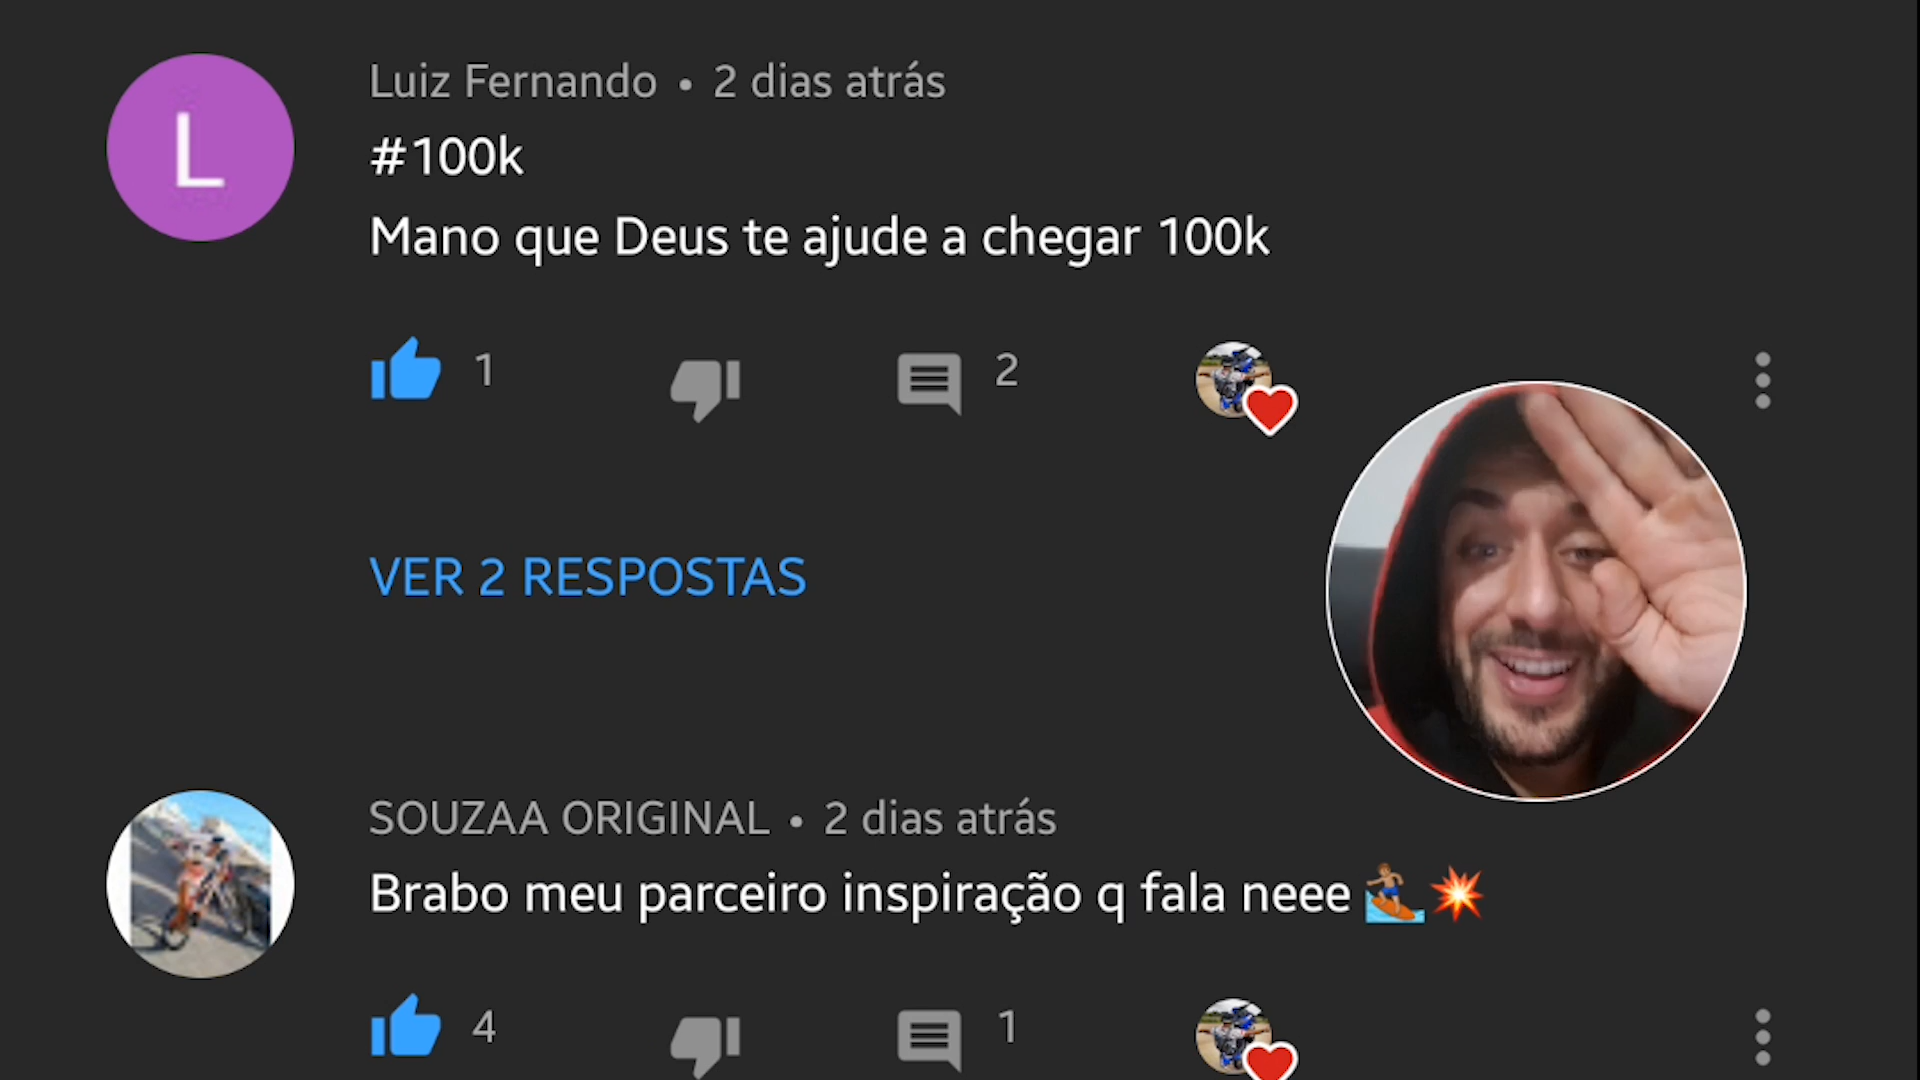 L
Luiz Fernando • 2 dias atrás
#100k
Mano que Deus te ajude a chegar 100k
1 2
VER 2 RESPOSTAS
SOUZAA ORIGINAL • 2 dias atrás
Brabo meu parceiro inspiração q fala neee 🏄🏽💥
4 1